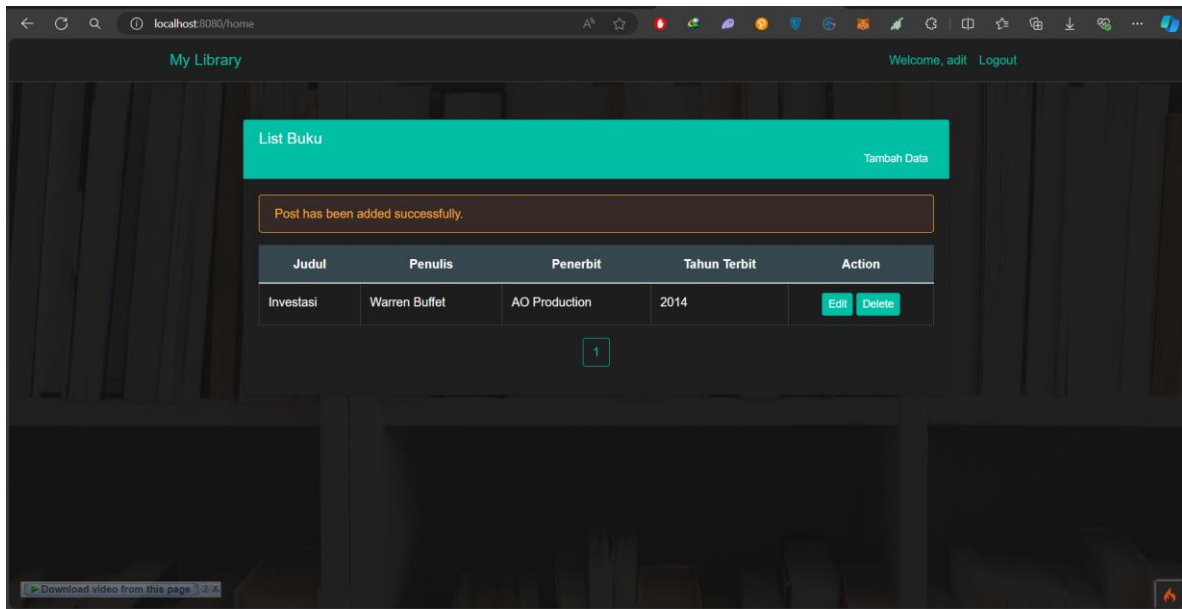 localhost:8080/home
My Library
Welcome, adit Logout
List Buku
Tambah Data
Post has been added successfully.
Judul Penulis Penerbit Tahun Terbit Action
Investasi Warren Buffet AO Production 2014 Edit Delete
1
Download video from this page